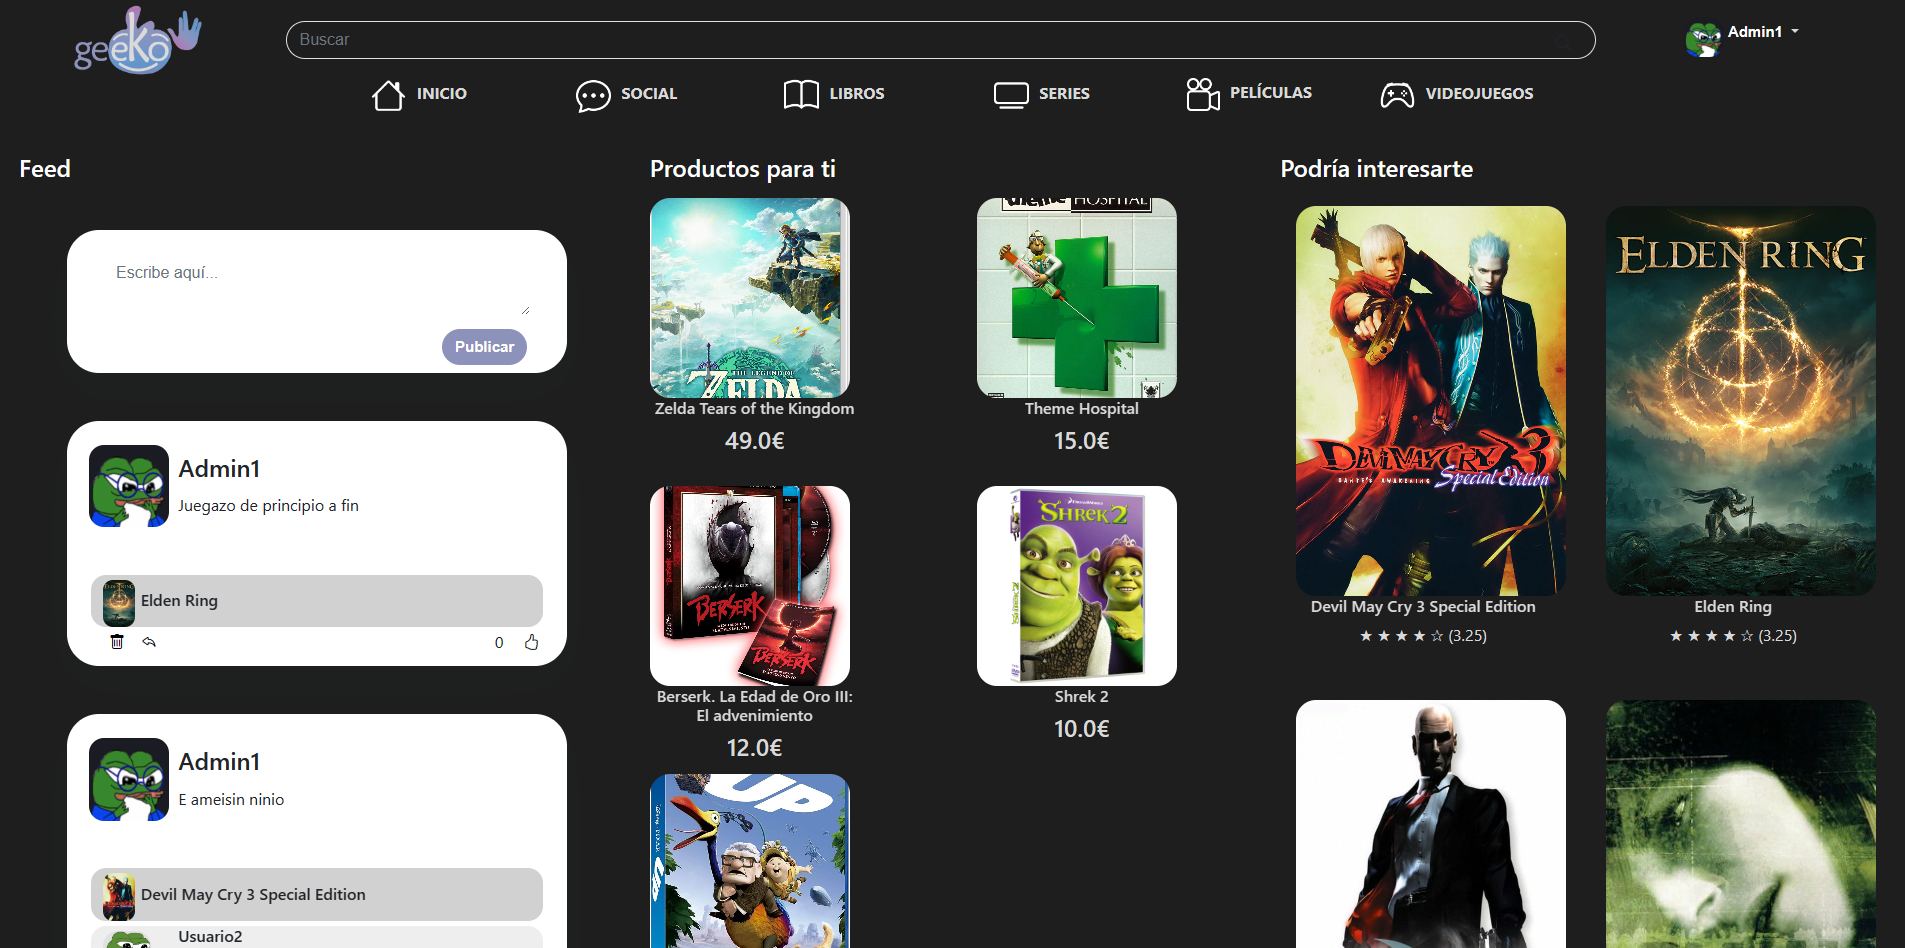 geeKo
Buscar
Admin1
INICIO
SOCIAL
LIBROS
SERIES
PELÍCULAS
VIDEOJUEGOS
Feed
Escribe aquí...
Publicar
Admin1
Juegazo de principio a fin
Elden Ring
0
Admin1
E ameisin ninio
Devil May Cry 3 Special Edition
Usuario2
Productos para ti
THE LEGEND OF
ZELDA
Zelda Tears of the Kingdom
49.0€
HOSPITAL
Theme Hospital
15.0€
BERSERK
BERSERK
Berserk. La Edad de Oro III:
El advenimiento
12.0€
SHREK 2
SHREK 2
Shrek 2
10.0€
UP
UP
Podría interesarte
DEVIL MAY CRY 3
DANTE'S AWAKENING
Special Edition
Devil May Cry 3 Special Edition
★ ★ ★ ★ ☆ (3.25)
ELDEN RING
Elden Ring
★ ★ ★ ★ ☆ (3.25)